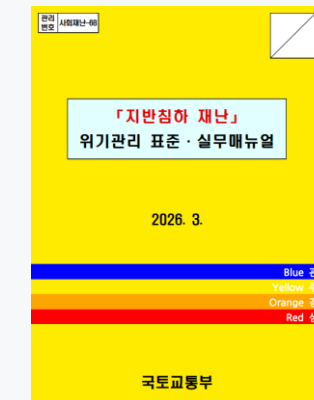 관리
번호
사회재난-68
「지반침하 재난」
위기관리 표준·실무매뉴얼
2026. 3.
Blue
Yellow
Orange
Red
국토교통부